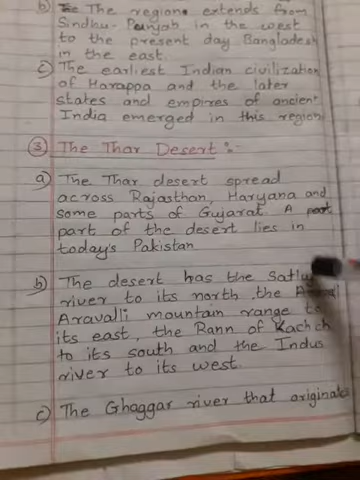 b) The region extends from
Sindhu-Punjab in the west
to the present day Bangladesh
in the east.
c) The earliest Indian civilization
of Harappa and the later
states and empires of ancient
India emerged in this region
3 The Thar Desert :-
a) The Thar desert spread
across Rajasthan, Haryana and
some parts of Gujarat. A
part of the desert lies in
today's Pakistan
b) The desert has the
river to its north, the
Aravalli mountain range to
its east, the Rann of Kachch
to its south and the Indus
river to its west.
c) The Ghaggar river that originates